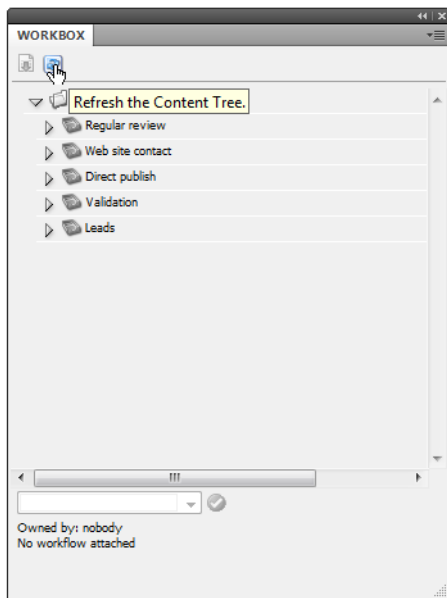 WORKBOX
Refresh the Content Tree.
Regular review
Web site contact
Direct publish
Validation
Leads
Owned by: nobody
No workflow attached